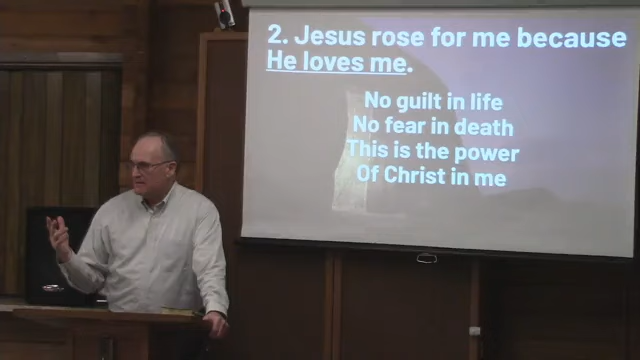 2. Jesus rose for me because
He loves me.
No guilt in life
No fear in death
This is the power
Of Christ in me